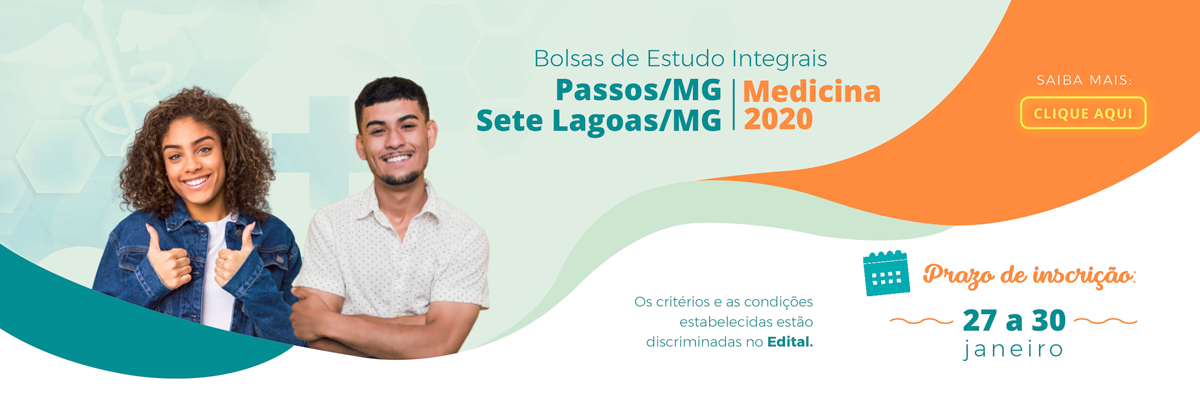 Bolsas de Estudo Integrais
Passos/MG
Sete Lagoas/MG
Medicina
2020
SAIBA MAIS:
CLIQUE AQUI
Os critérios e as condições
estabelecidas estão
discriminadas no Edital.
Prazo de inscrição:
27 a 30
janeiro